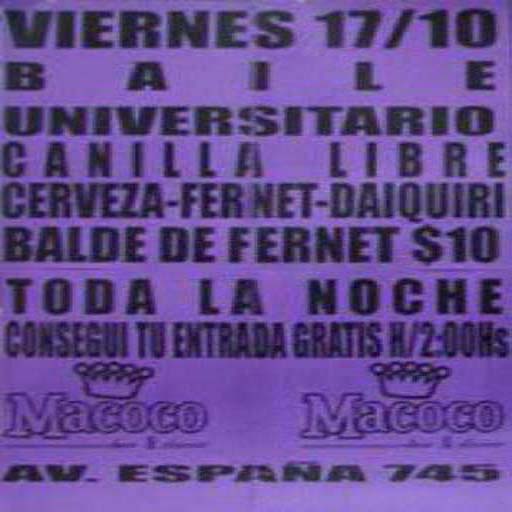 VIERNES 17/10
BAILE
UNIVERSITARIO
CANILLA LIBRE
CERVEZA-FERNET-DAIQUIRI
BALDE DE FERNET $10
TODA LA NOCHE
CONSEGUI TU ENTRADA GRATIS H/2:00Hs
Macoco Macoco
AV. ESPAÑA 745